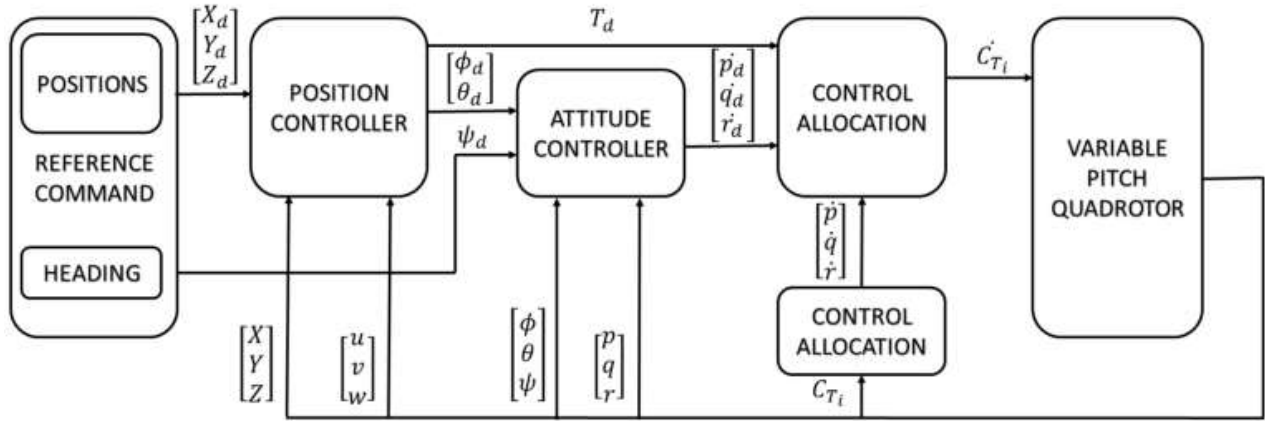 [X_d
Y_d
Z_d]
POSITIONS
REFERENCE
COMMAND
HEADING
POSITION
CONTROLLER
T_d
[ϕ_d
θ_d]
ψ_d
ATTITUDE
CONTROLLER
[ṗ_d
q̇_d
ṙ_d]
CONTROL
ALLOCATION
Ċ_{T_i}
VARIABLE
PITCH
QUADROTOR
[X
Y
Z]
[u
v
w]
[ϕ
θ
ψ]
[p
q
r]
[ṗ
q̇
ṙ]
CONTROL
ALLOCATION
C_{T_i}